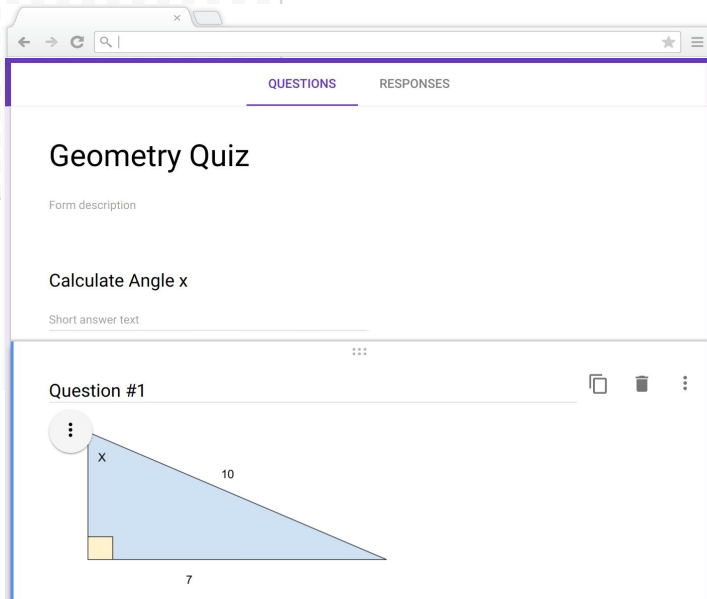 QUESTIONS RESPONSES
Geometry Quiz
Form description
Calculate Angle x
Short answer text
Question #1
X
10
7